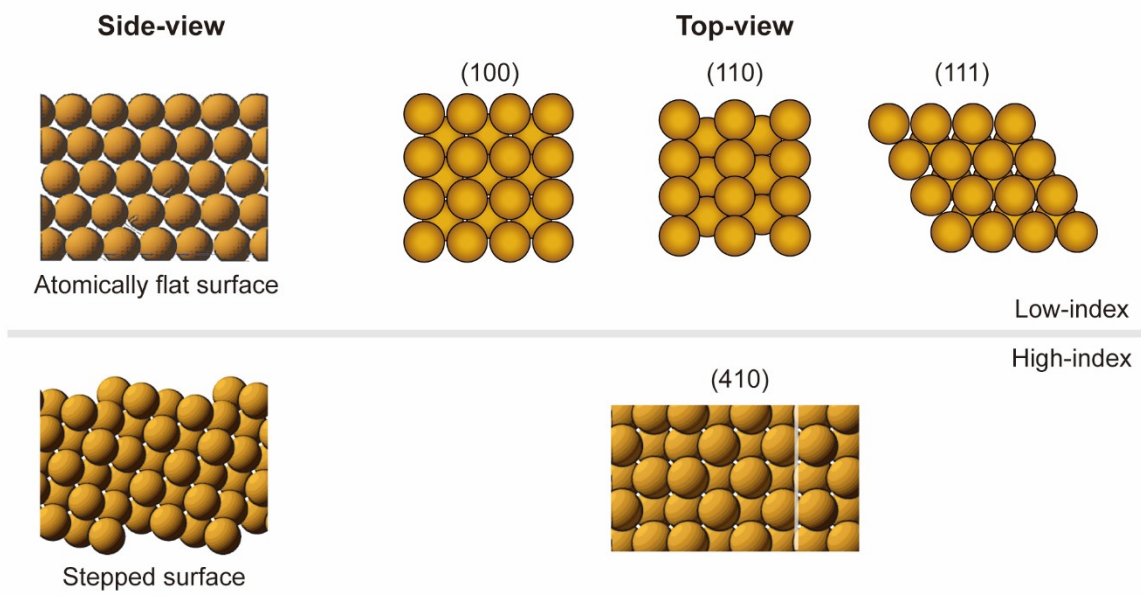 Side-view
Top-view
(100)
(110)
(111)
Atomically flat surface
Low-index
High-index
(410)
Stepped surface